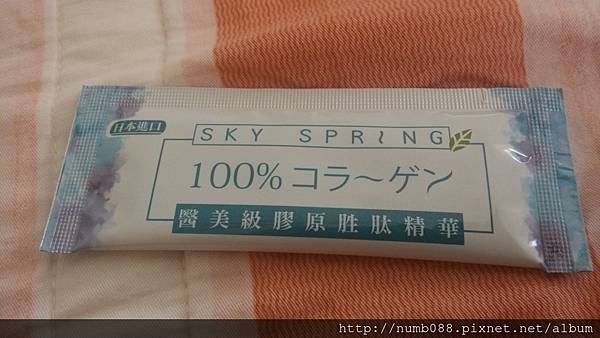 日本進口
SKY SPRING
100% コラ～ゲン
醫美級膠原胜肽精華
http://numb088.pixnet.net/album